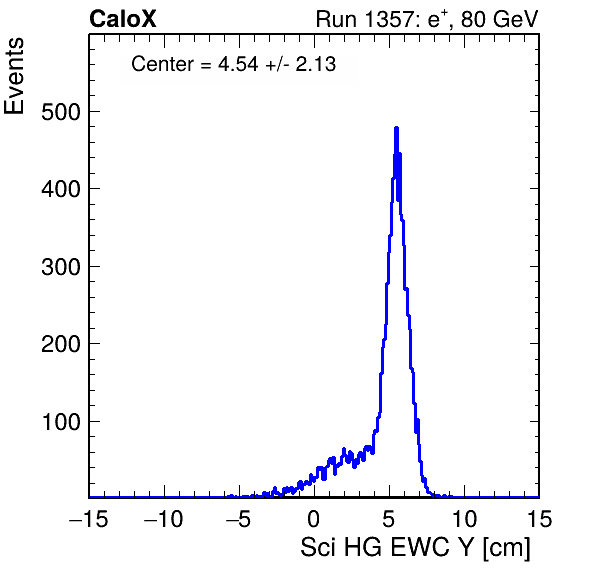 CaloX Run 1357: e⁺, 80 GeV
Center = 4.54 +/- 2.13
Events
500
400
300
200
100
−15 −10 −5 0 5 10 15
Sci HG EWC Y [cm]